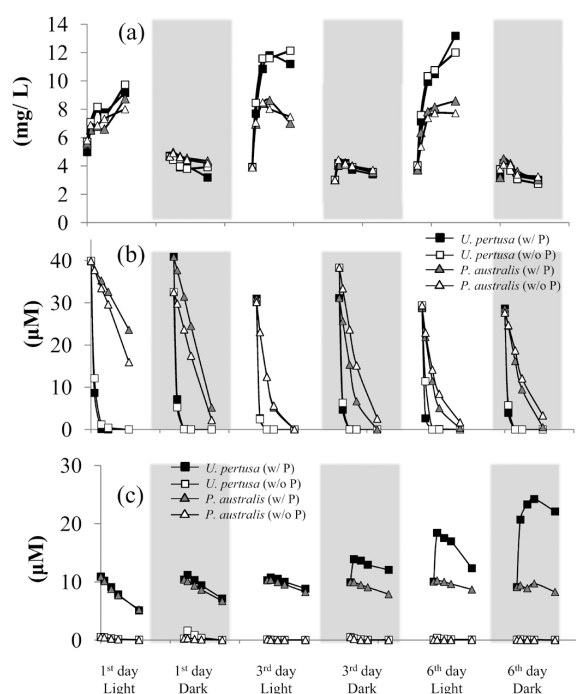 (a)
14
12
10
8
6
4
2
0
(mg/ L)
(b)
U. pertusa (w/ P)
U. pertusa (w/o P)
P. australis (w/ P)
P. australis (w/o P)
40
30
20
10
0
(μM)
(c)
U. pertusa (w/ P)
U. pertusa (w/o P)
P. australis (w/ P)
P. australis (w/o P)
30
20
10
0
(μM)
1st day 1st day 3rd day 3rd day 6th day 6th day
Light Dark Light Dark Light Dark